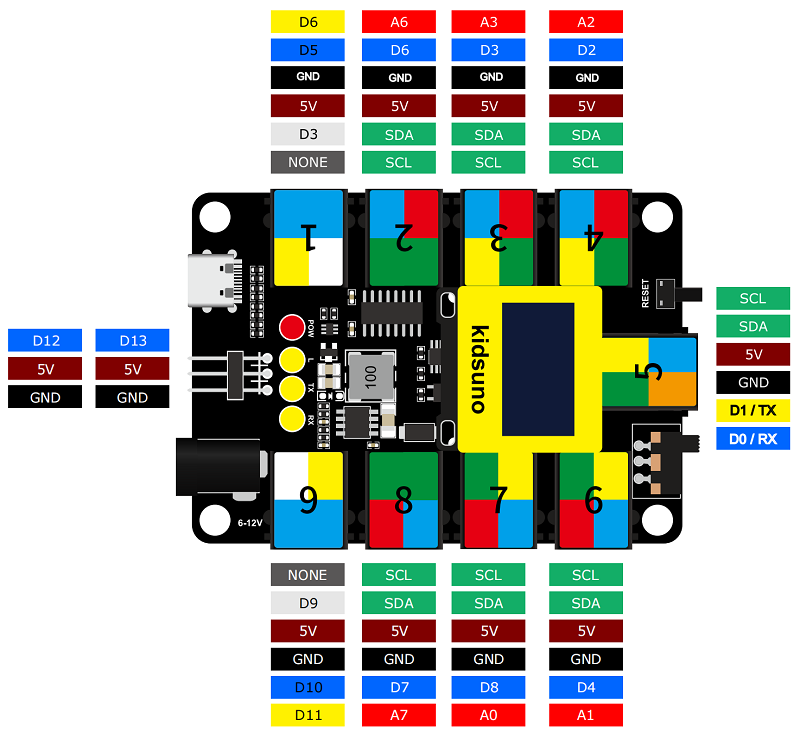 D6 A6 A3 A2
D5 D6 D3 D2
GND GND GND GND
5V 5V 5V 5V
D3 SDA SDA SDA
NONE SCL SCL SCL
1 2 3 4
RESET
SCL
SDA
5V
GND
D1 / TX
D0 / RX
D12 D13
5V 5V
GND GND
POW
L
TX
RX
100
kidsuno
5
6-12V
9 8 7 6
NONE SCL SCL SCL
D9 SDA SDA SDA
5V 5V 5V 5V
GND GND GND GND
D10 D7 D8 D4
D11 A7 A0 A1